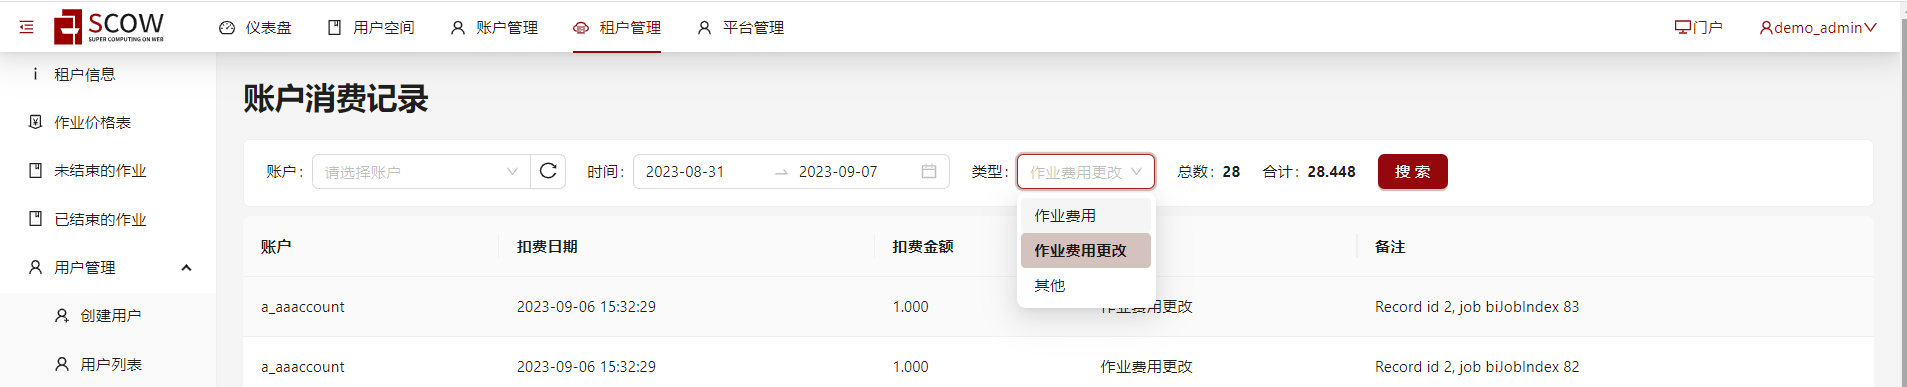 SCOW
SUPER COMPUTING ON WEB
仪表盘
用户空间
账户管理
租户管理
平台管理
门户
demo_admin
租户信息
作业价格表
未结束的作业
已结束的作业
用户管理
创建用户
用户列表
账户消费记录
账户: 请选择账户 时间: 2023-08-31 → 2023-09-07 类型: 作业费用更改 总数: 28 合计: 28.448 搜 索
作业费用
作业费用更改
其他
账户 扣费日期 扣费金额 备注
a_aaaccount 2023-09-06 15:32:29 1.000 作业费用更改 Record id 2, job biJobIndex 83
a_aaaccount 2023-09-06 15:32:29 1.000 作业费用更改 Record id 2, job biJobIndex 82